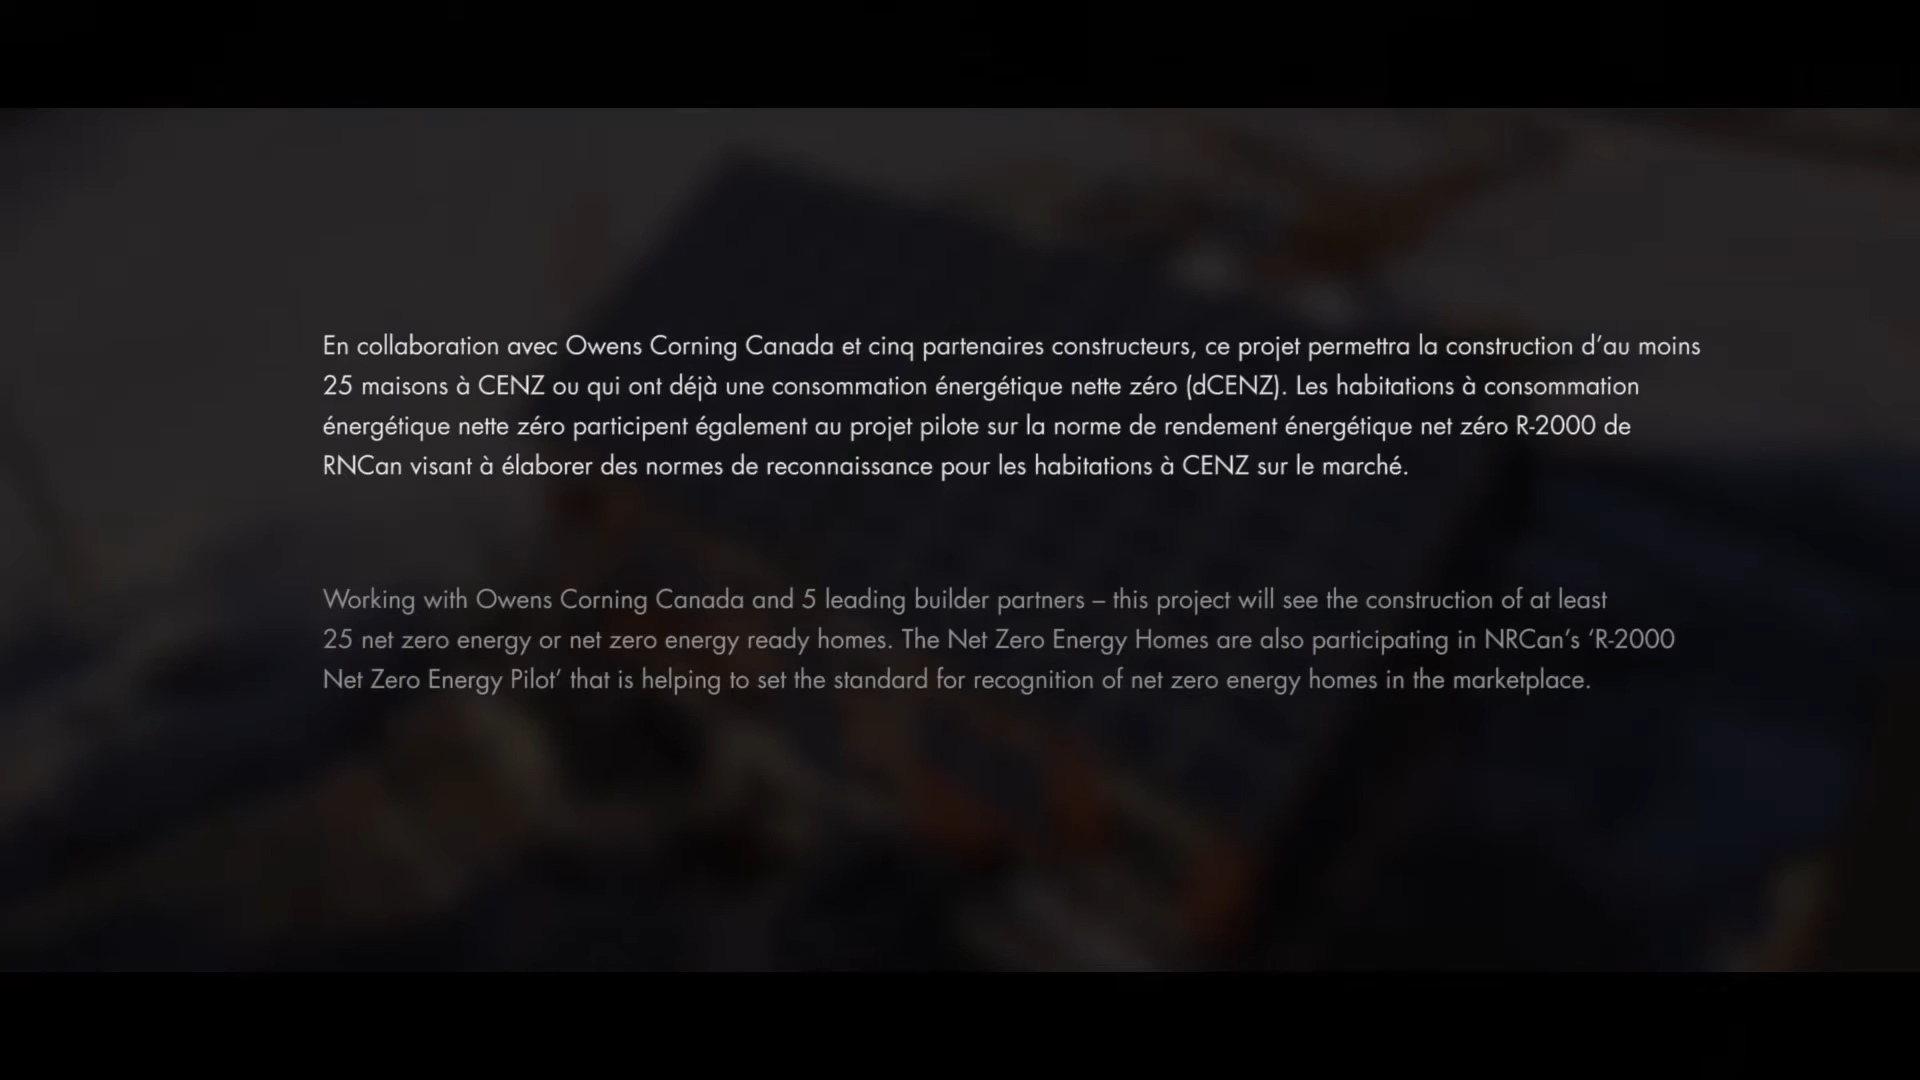 En collaboration avec Owens Corning Canada et cinq partenaires constructeurs, ce projet permettra la construction d’au moins
25 maisons à CENZ ou qui ont déjà une consommation énergétique nette zéro (dCENZ). Les habitations à consommation
énergétique nette zéro participent également au projet pilote sur la norme de rendement énergétique net zéro R-2000 de
RNCan visant à élaborer des normes de reconnaissance pour les habitations à CENZ sur le marché.
Working with Owens Corning Canada and 5 leading builder partners – this project will see the construction of at least
25 net zero energy or net zero energy ready homes. The Net Zero Energy Homes are also participating in NRCan’s ‘R-2000
Net Zero Energy Pilot’ that is helping to set the standard for recognition of net zero energy homes in the marketplace.